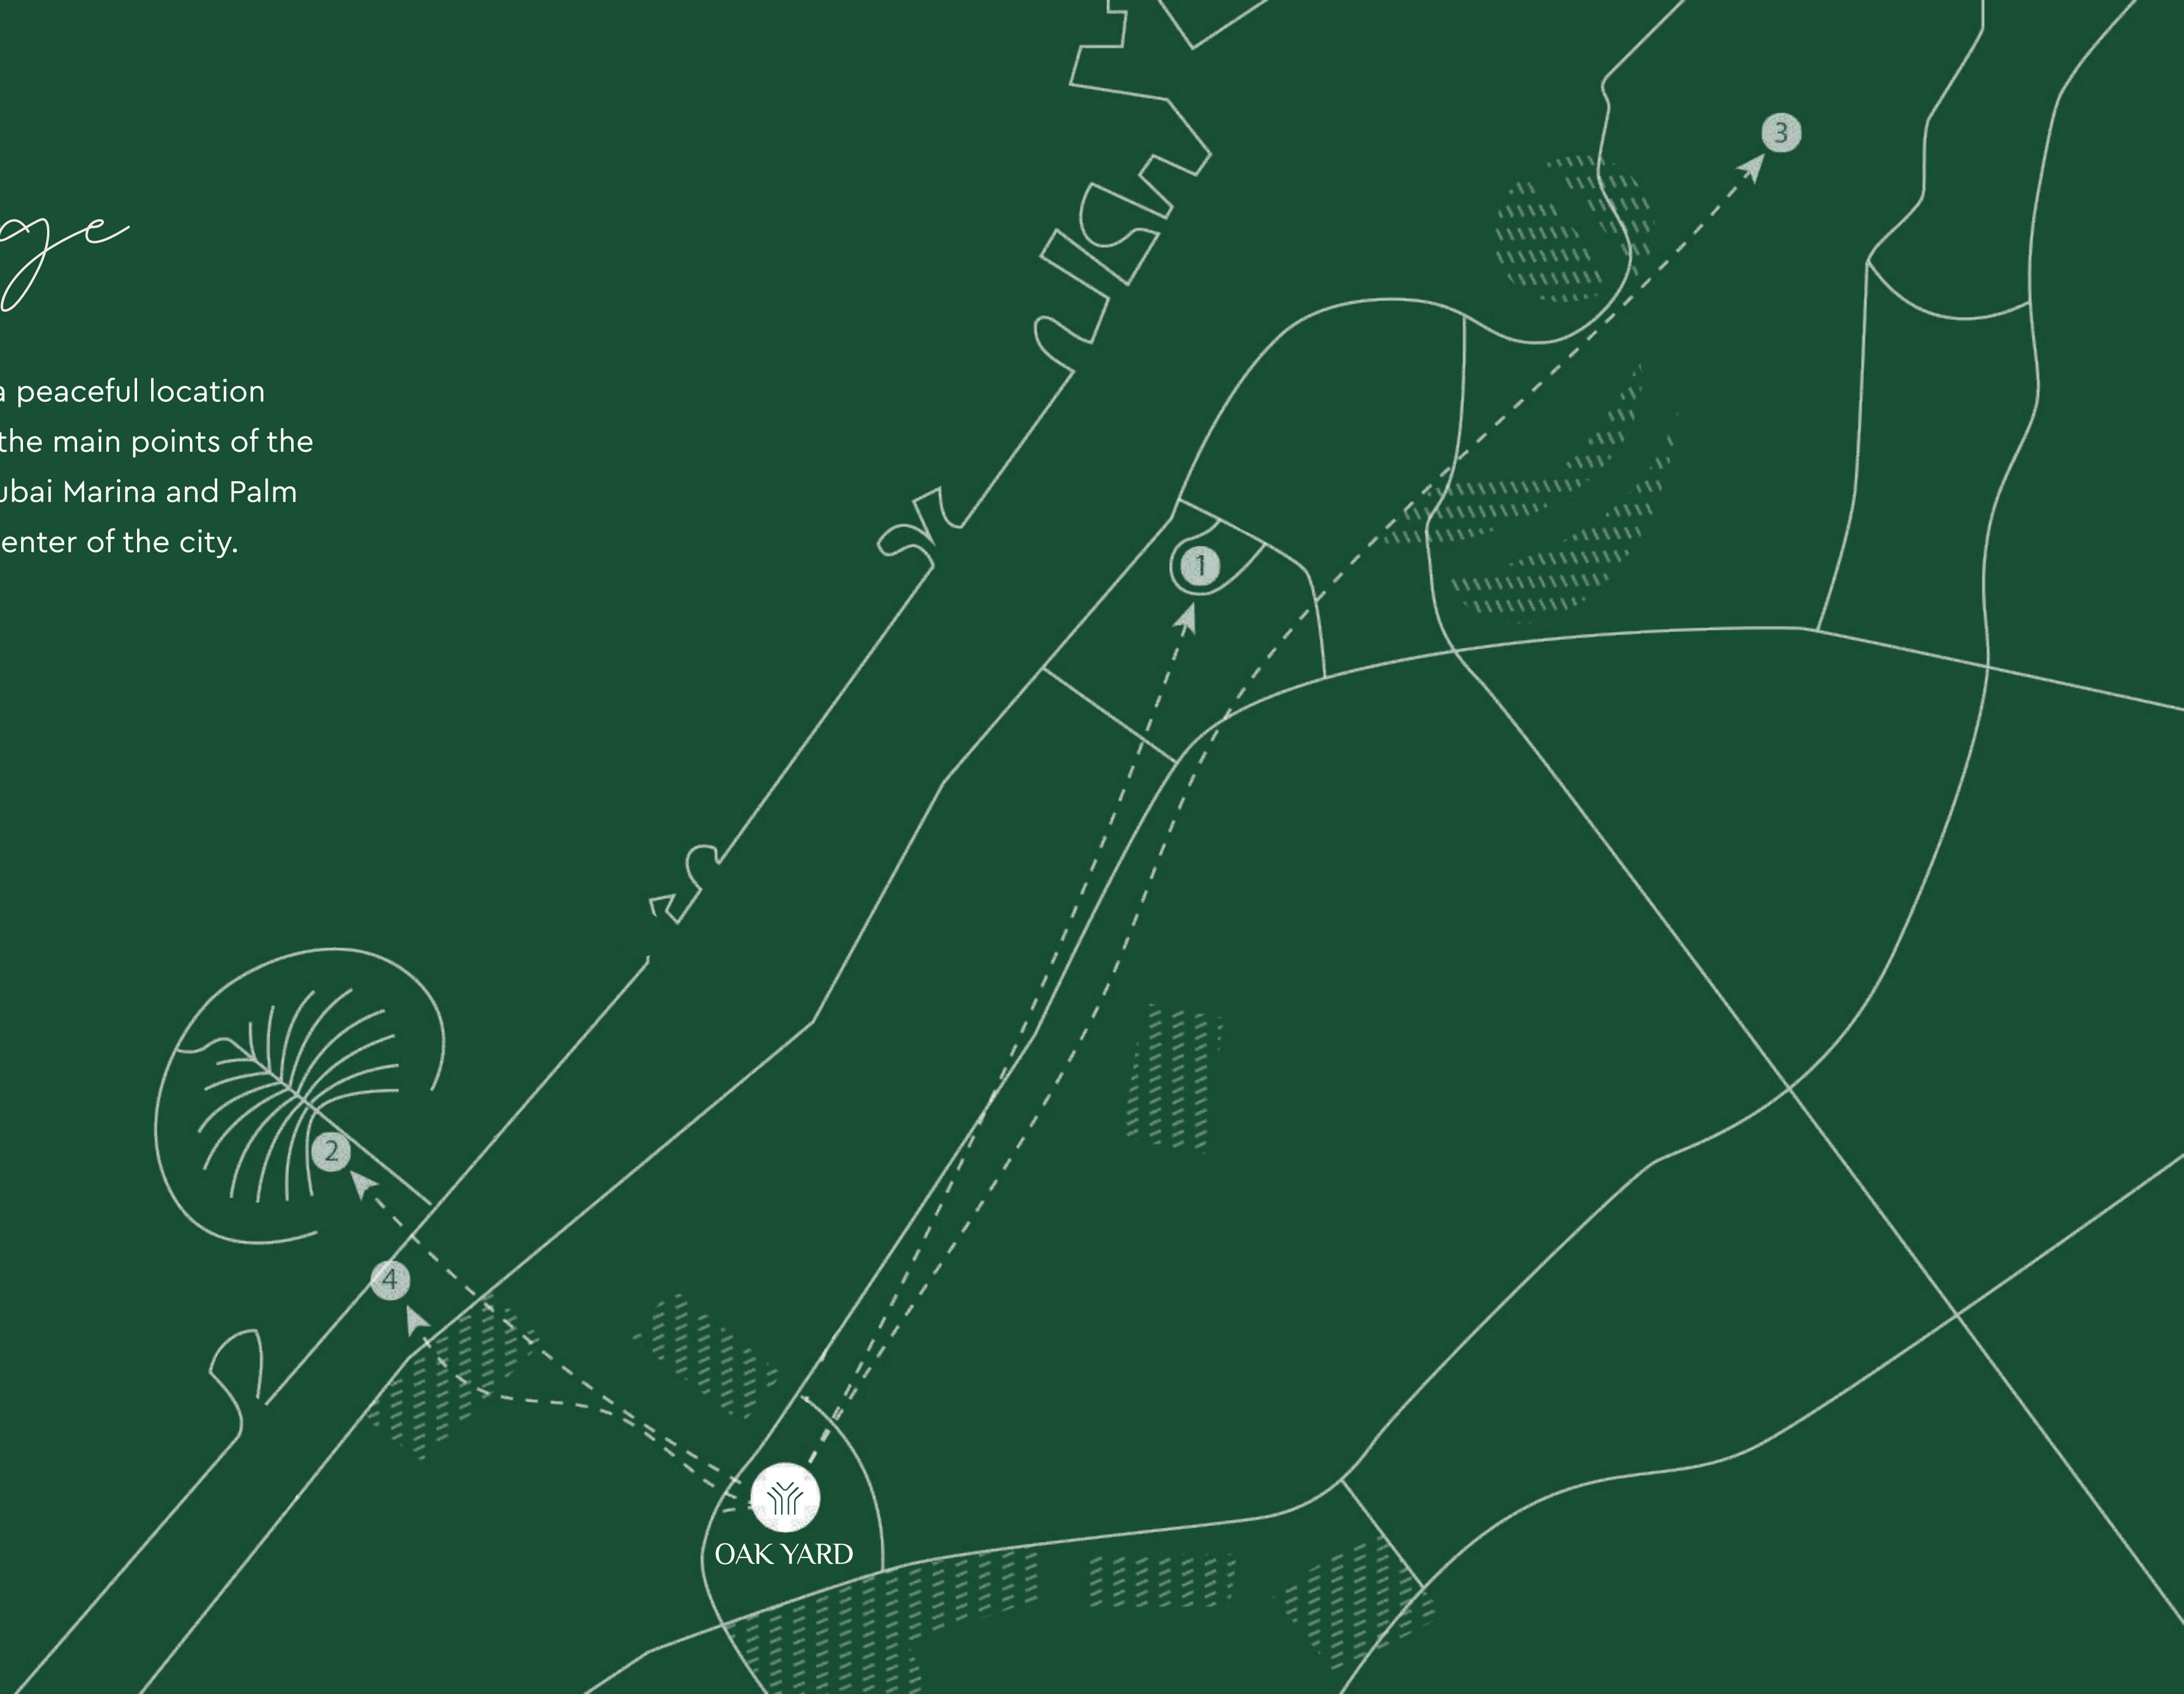 ge
a peaceful location
the main points of the
ubai Marina and Palm
enter of the city.
3
1
2
4
OAK YARD